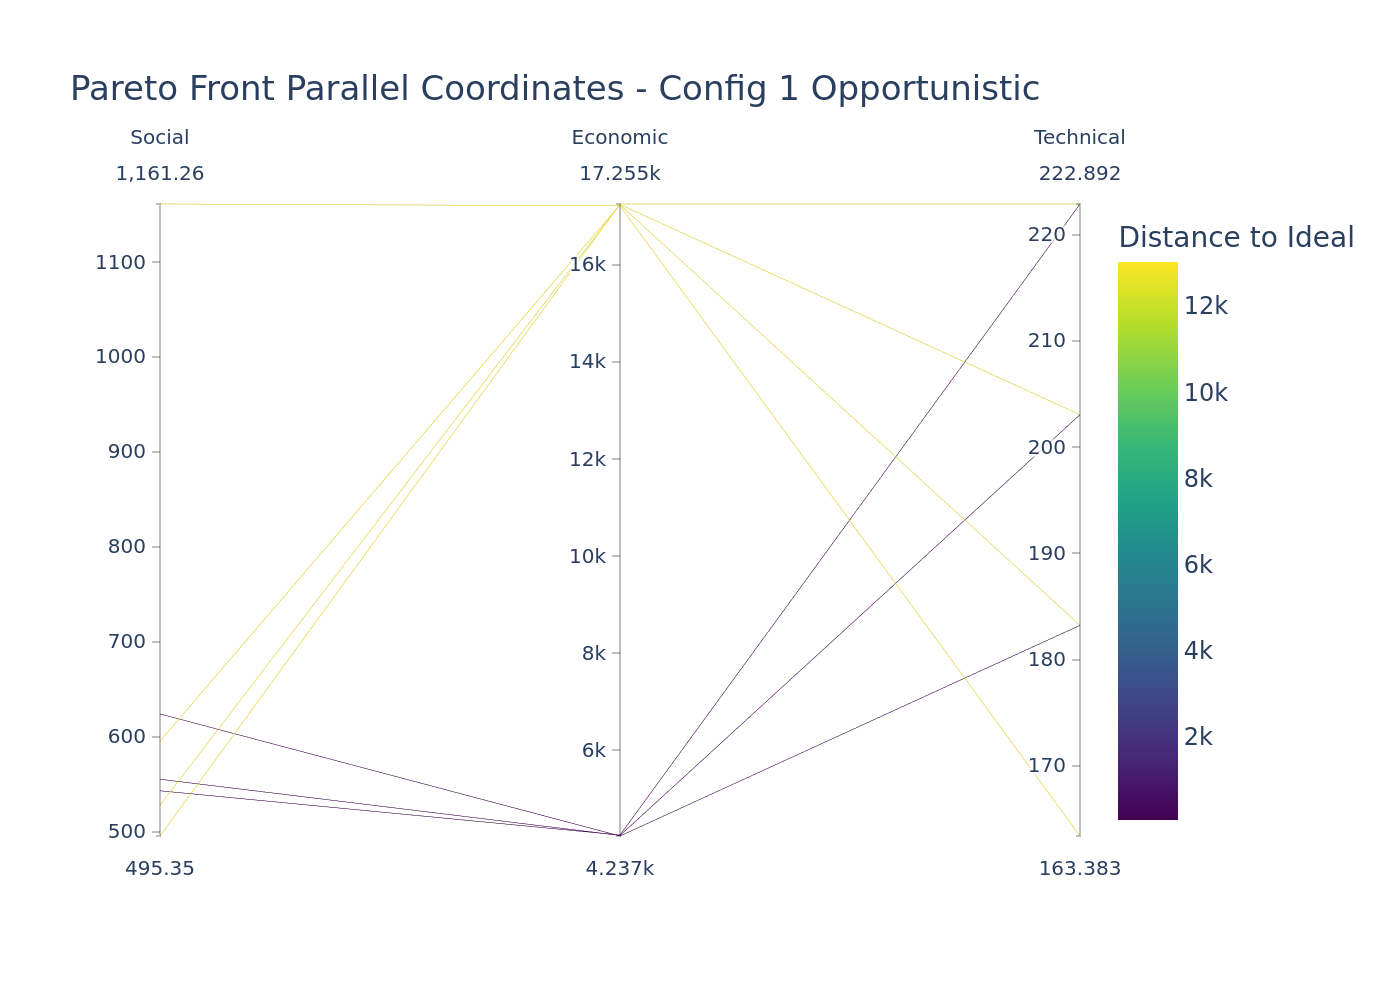 Pareto Front Parallel Coordinates - Config 1 Opportunistic
Social Economic Technical
1,161.26 17.255k 222.892
Distance to Ideal
220
1100
16k
12k
1000
14k
210
10k
900
12k
200
8k
800
10k
190
6k
700
8k
180
4k
600
6k
170
2k
500
495.35 4.237k 163.383